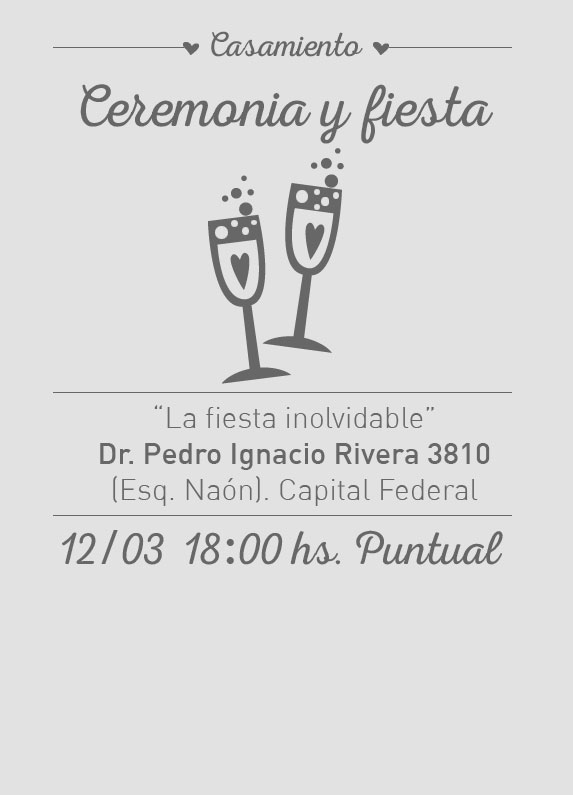 Casamiento
Ceremonia y fiesta
“La fiesta inolvidable”
Dr. Pedro Ignacio Rivera 3810
(Esq. Naón). Capital Federal
12/03 18:00 hs. Puntual